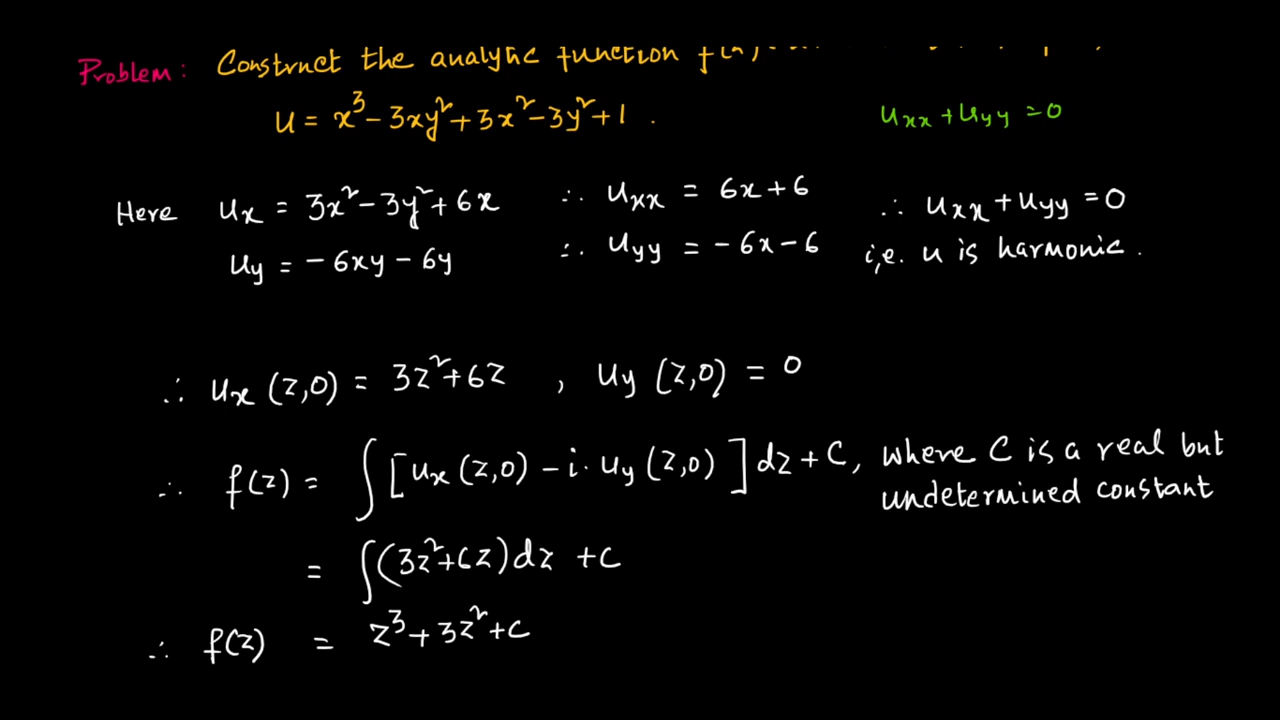 Problem: Construct the analytic function
u = x³ - 3xy² + 3x² - 3y² + 1 .
uxx + uyy = 0
Here ux = 3x² - 3y² + 6x ∴ uxx = 6x + 6 ∴ uxx + uyy = 0
uy = - 6xy - 6y ∴ uyy = - 6x - 6 i,e. u is harmonic .
∴ ux (z,0) = 3z² + 6z , uy (z,0) = 0
∴ f(z) = ∫ [ux (z,0) - i· uy (z,0)] dz + C, where C is a real but
undetermined constant
= ∫(3z² + 6z) dz + c
∴ f(z) = z³ + 3z² + c